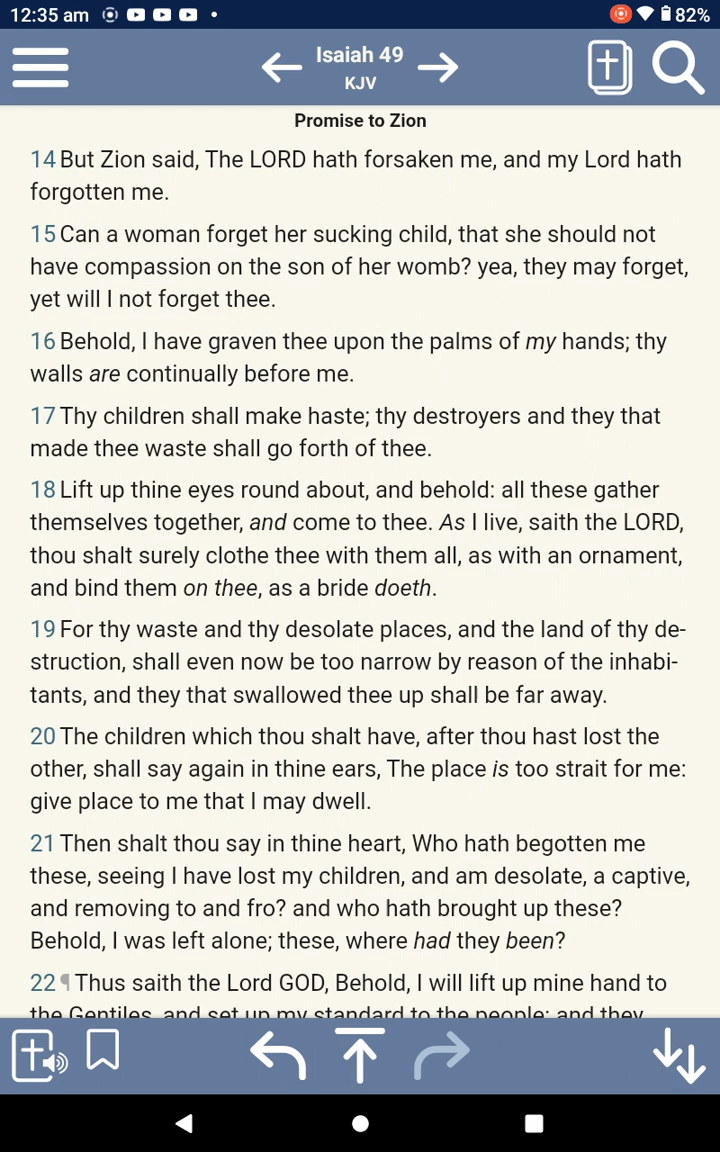 12:35 am
82%
Isaiah 49
KJV
Promise to Zion
14 But Zion said, The LORD hath forsaken me, and my Lord hath
forgotten me.
15 Can a woman forget her sucking child, that she should not
have compassion on the son of her womb? yea, they may forget,
yet will I not forget thee.
16 Behold, I have graven thee upon the palms of my hands; thy
walls are continually before me.
17 Thy children shall make haste; thy destroyers and they that
made thee waste shall go forth of thee.
18 Lift up thine eyes round about, and behold: all these gather
themselves together, and come to thee. As I live, saith the LORD,
thou shalt surely clothe thee with them all, as with an ornament,
and bind them on thee, as a bride doeth.
19 For thy waste and thy desolate places, and the land of thy de-
struction, shall even now be too narrow by reason of the inhabi-
tants, and they that swallowed thee up shall be far away.
20 The children which thou shalt have, after thou hast lost the
other, shall say again in thine ears, The place is too strait for me:
give place to me that I may dwell.
21 Then shalt thou say in thine heart, Who hath begotten me
these, seeing I have lost my children, and am desolate, a captive,
and removing to and fro? and who hath brought up these?
Behold, I was left alone; these, where had they been?
22 ¶ Thus saith the Lord GOD, Behold, I will lift up mine hand to
the Gentiles, and set up my standard to the people: and they